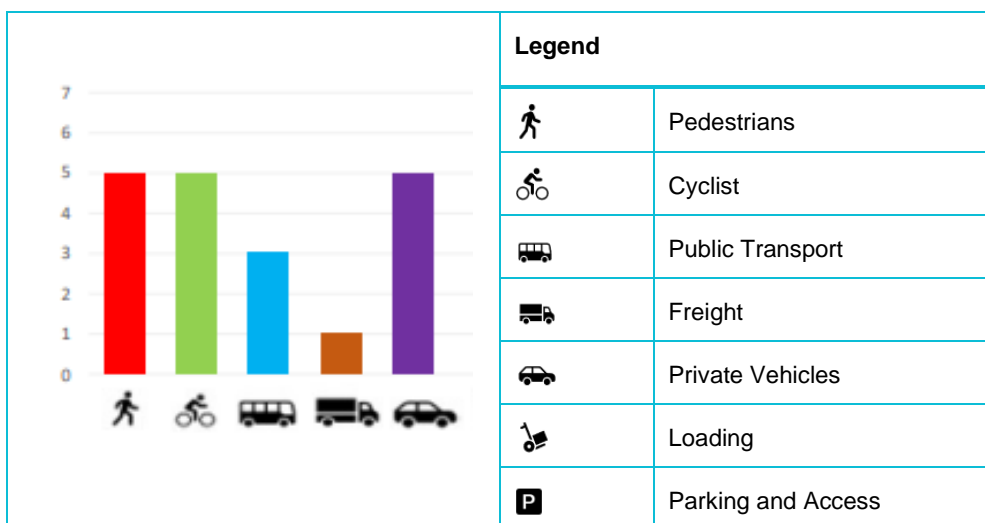 Legend
7
6
5
4
3
2
1
0
Pedestrians
Cyclist
Public Transport
Freight
Private Vehicles
Loading
P Parking and Access